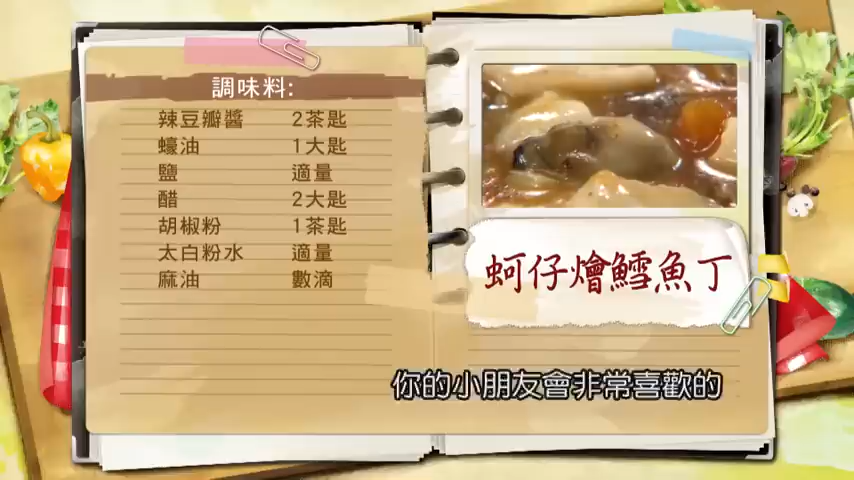 調味料:
辣豆瓣醬 2茶匙
蠔油 1大匙
鹽 適量
醋 2大匙
胡椒粉 1茶匙
太白粉水 適量
麻油 數滴
蚵仔燴鱈魚丁
你的小朋友會非常喜歡的